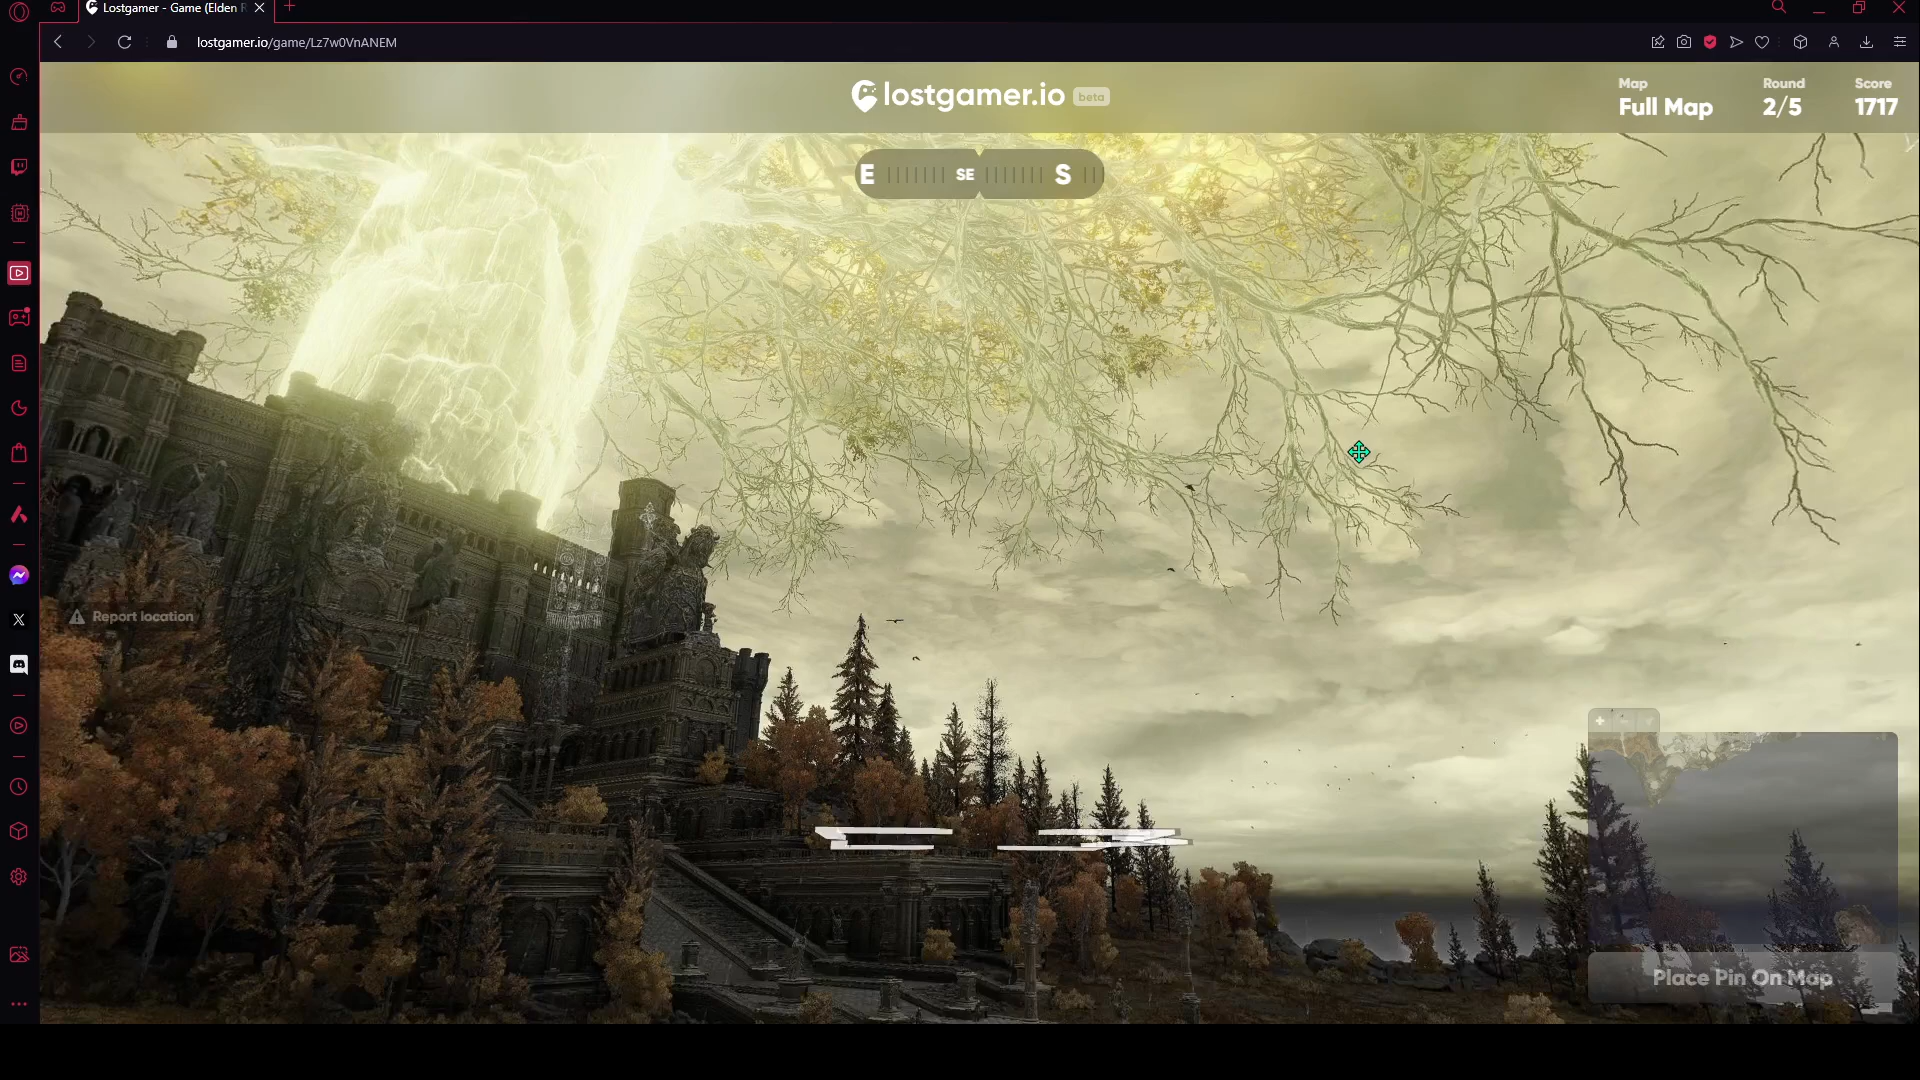 Lostgamer - Game (Elden R
lostgamer.io/game/Lz7w0VnANEM
lostgamer.io beta
Map
Full Map
Round
2/5
Score
1717
E SE S
Report location
Place Pin On Map